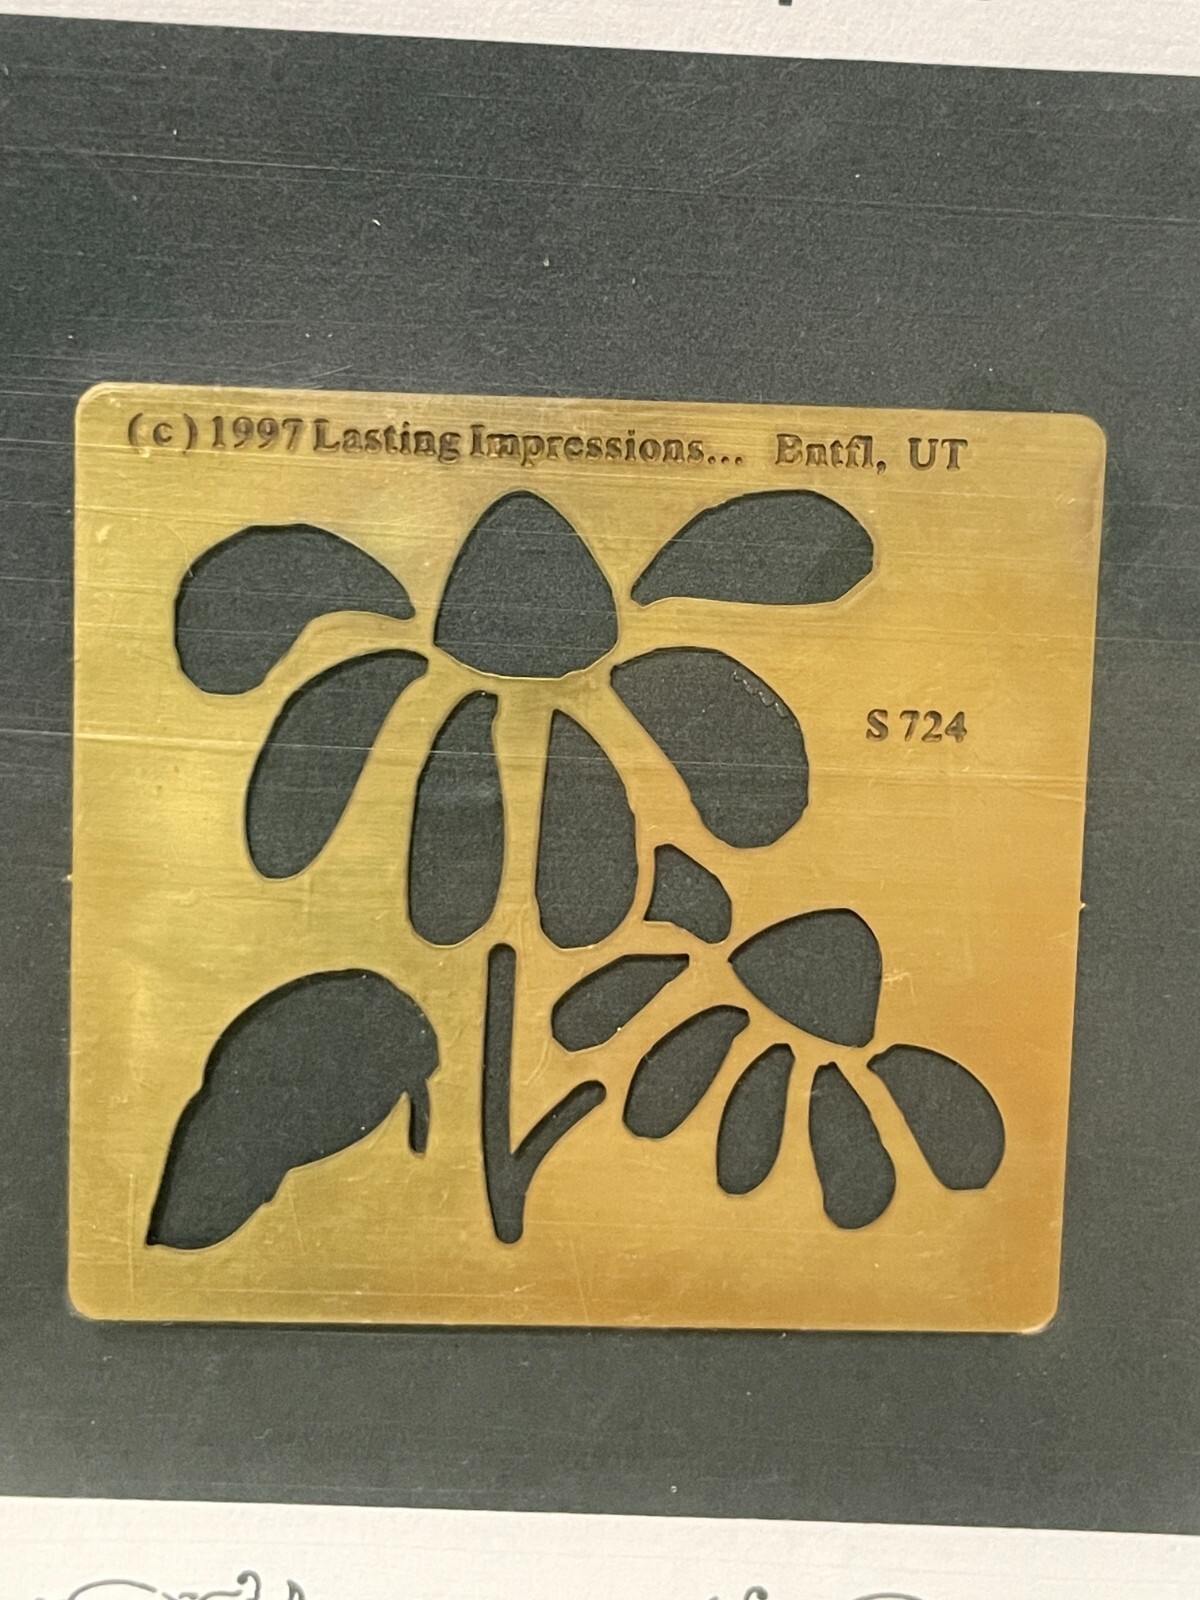 (c) 1997 Lasting Impressions... Bntfl, UT
S 724